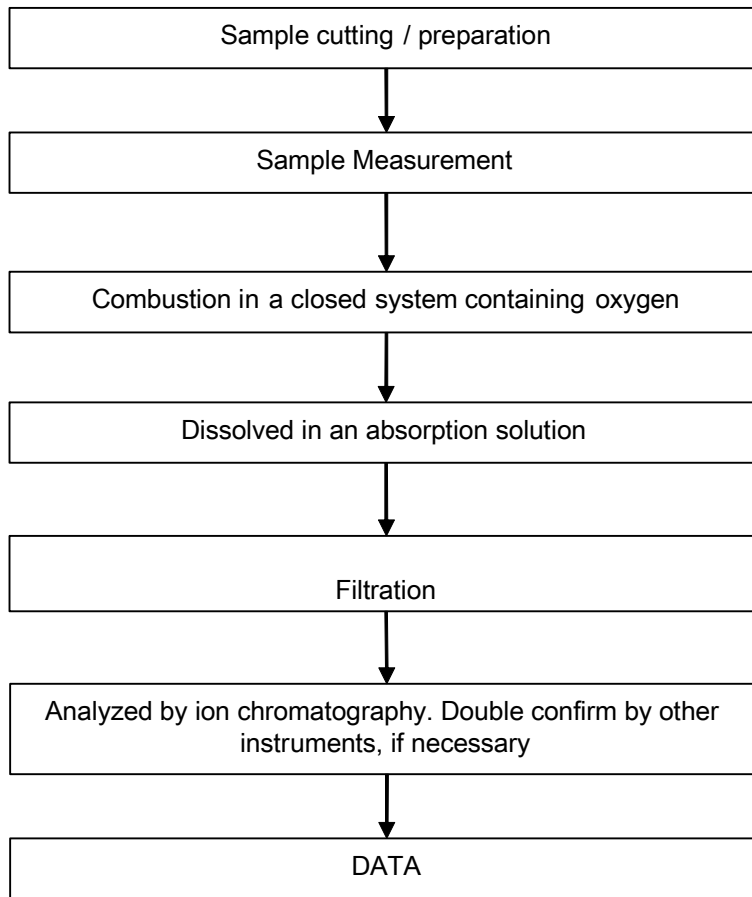 Sample cutting / preparation
Sample Measurement
Combustion in a closed system containing oxygen
Dissolved in an absorption solution
Filtration
Analyzed by ion chromatography. Double confirm by other
instruments, if necessary
DATA